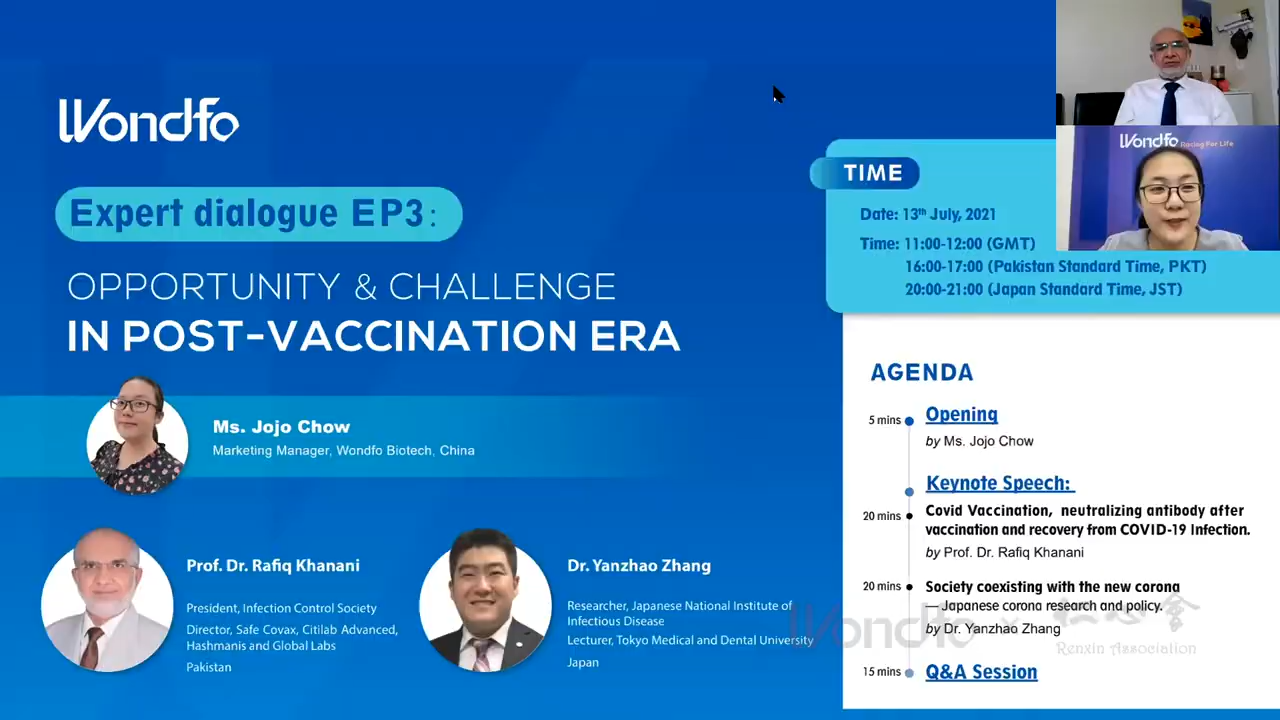 Wondfo
Expert dialogue EP3:
OPPORTUNITY & CHALLENGE
IN POST-VACCINATION ERA
Ms. Jojo Chow
Marketing Manager, Wondfo Biotech, China
Prof. Dr. Rafiq Khanani
President, Infection Control Society
Director, Safe Covax, Citilab Advanced,
Hashmanis and Global Labs
Pakistan
Dr. Yanzhao Zhang
Researcher, Japanese National Institute of
Infectious Disease
Lecturer, Tokyo Medical and Dental University
Japan
Wondfo Racing For Life
TIME
Date: 13th July, 2021
Time: 11:00-12:00 (GMT)
16:00-17:00 (Pakistan Standard Time, PKT)
20:00-21:00 (Japan Standard Time, JST)
AGENDA
5 mins Opening
by Ms. Jojo Chow
Keynote Speech:
20 mins Covid Vaccination, neutralizing antibody after
vaccination and recovery from COVID-19 Infection.
by Prof. Dr. Rafiq Khanani
20 mins Society coexisting with the new corona
— Japanese corona research and policy.
by Dr. Yanzhao Zhang
15 mins Q&A Session
Wondfo ×
Renxin Association